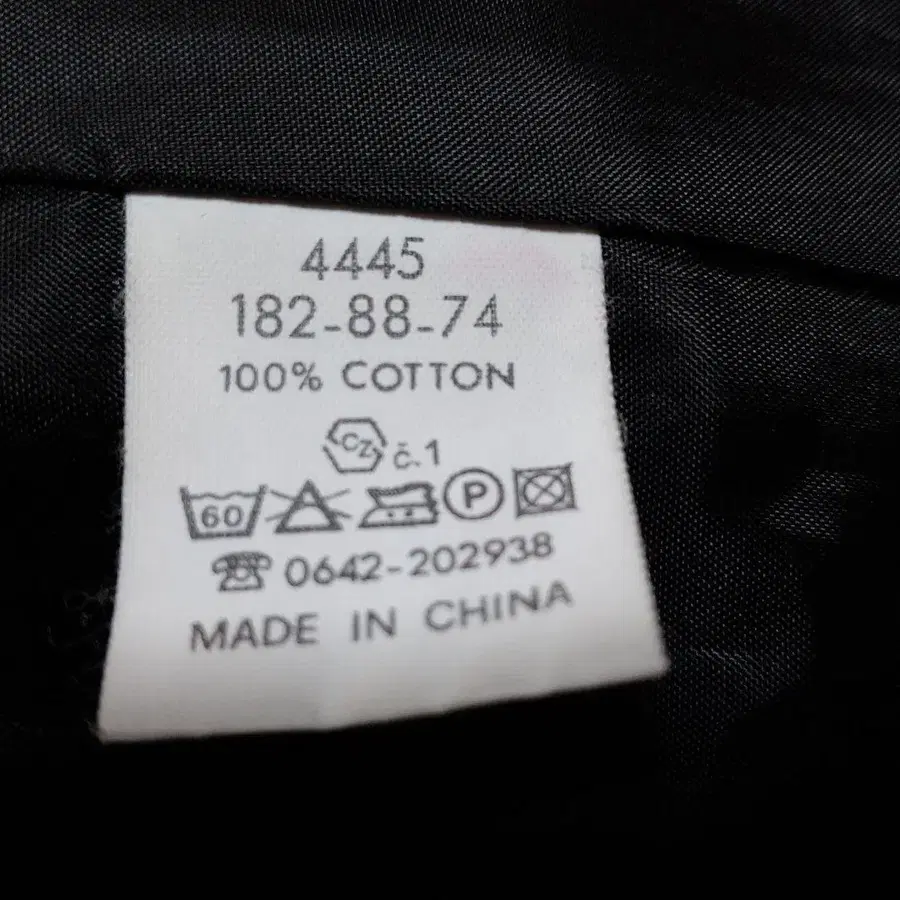 4445
182-88-74
100% COTTON
CZ č.1
60 P
☎ 0642-202938
MADE IN CHINA